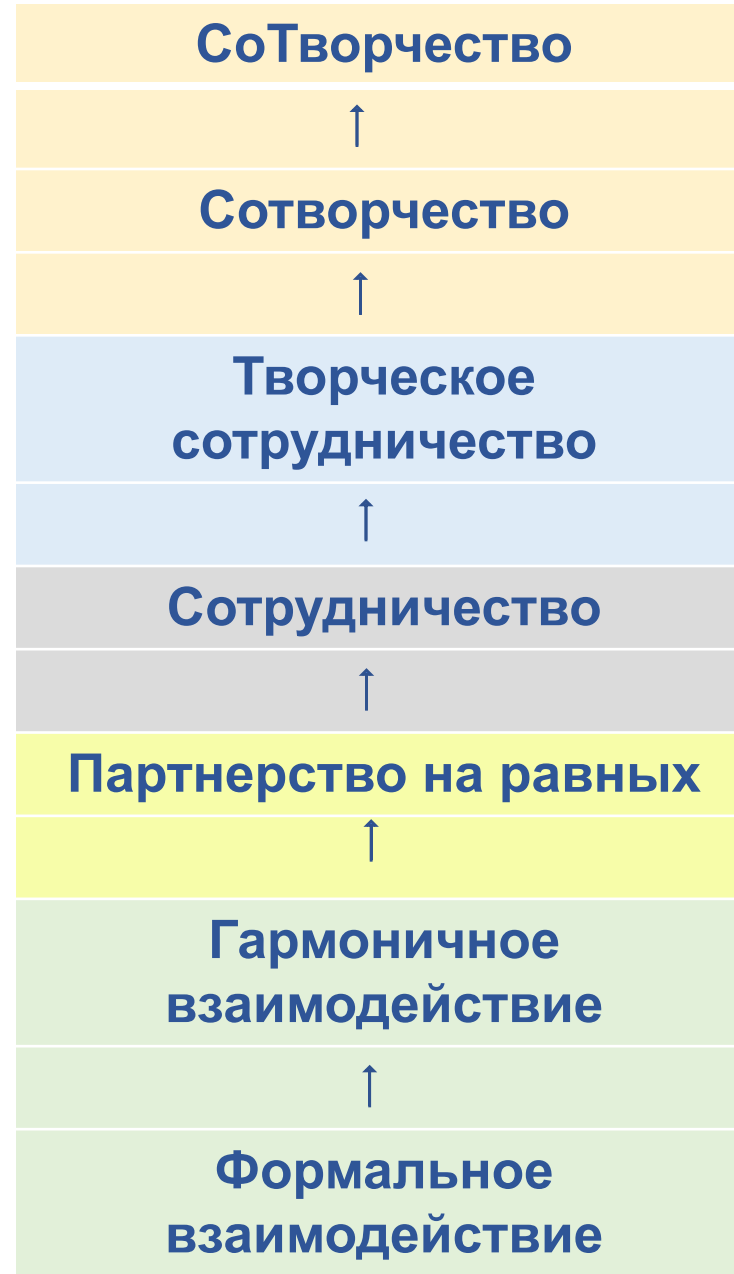 СоТворчество
↑
Сотворчество
↑
Творческое
сотрудничество
↑
Сотрудничество
↑
Партнерство на равных
↑
Гармоничное
взаимодействие
↑
Формальное
взаимодействие